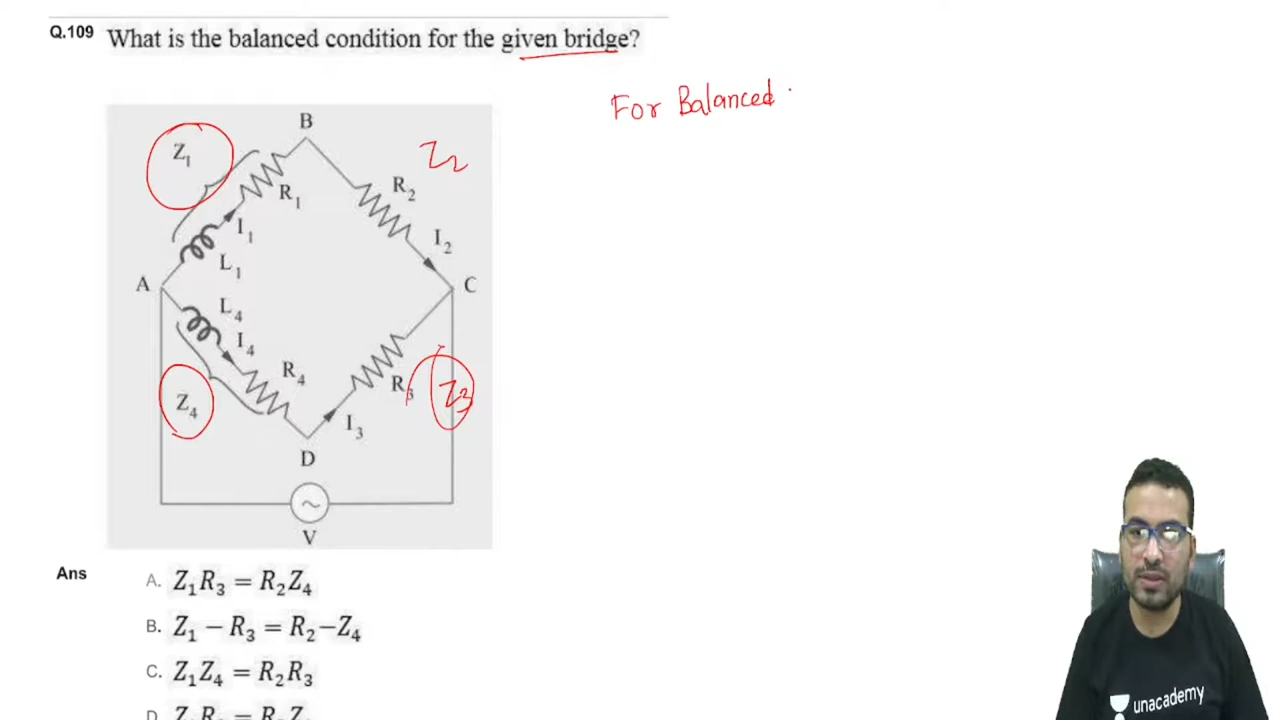 Q.109 What is the balanced condition for the given bridge?
For Balanced
B
Z1
Z2
R1
R2
I1
I2
L1
A
C
L4
I4
R4
R3
Z3
Z4
I3
D
V
Ans
A. Z1R3 = R2Z4
B. Z1 − R3 = R2−Z4
C. Z1Z4 = R2R3
unacademy